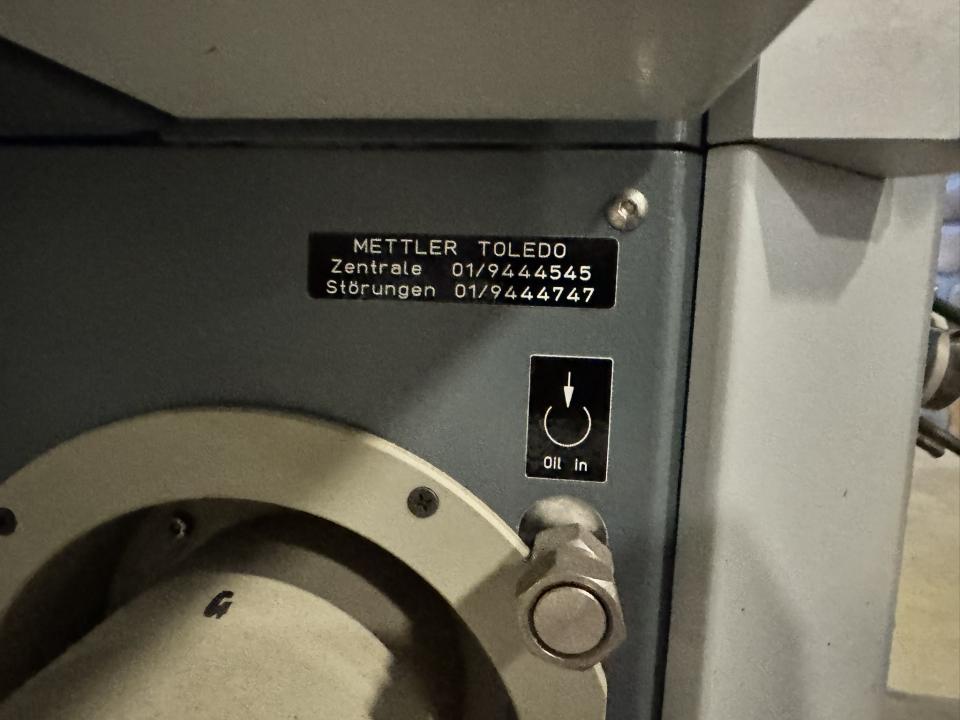 METTLER TOLEDO
Zentrale 01/9444545
Störungen 01/9444747
Oil in
G